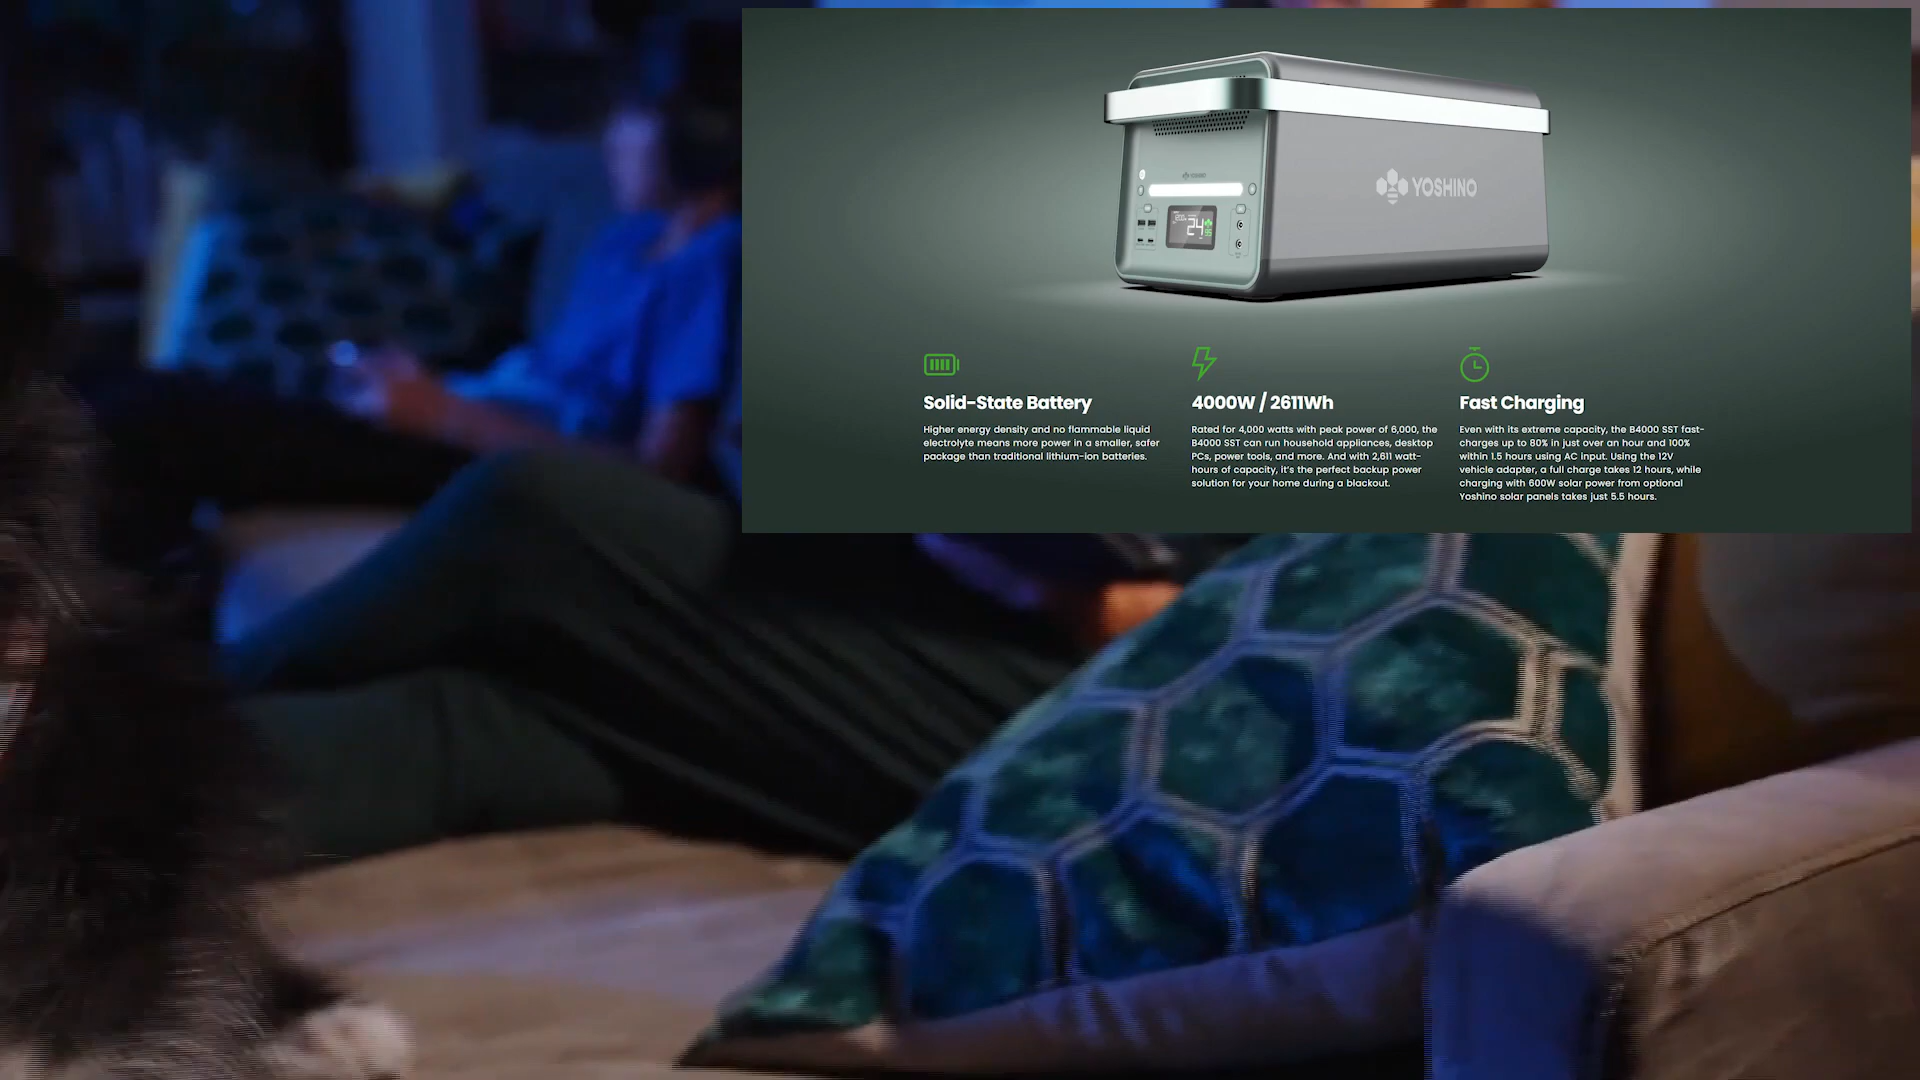 YOSHINO
24
Solid-State Battery
Higher energy density and no flammable liquid
electrolyte means more power in a smaller, safer
package than traditional lithium-ion batteries.
4000W / 2611Wh
Rated for 4,000 watts with peak power of 6,000, the
B4000 SST can run household appliances, desktop
PCs, power tools, and more. And with 2,611 watt-
hours of capacity, it's the perfect backup power
solution for your home during a blackout.
Fast Charging
Even with its extreme capacity, the B4000 SST fast-
charges up to 80% in just over an hour and 100%
within 1.5 hours using AC input. Using the 12V
vehicle adapter, a full charge takes 12 hours, while
charging with 600W solar power from optional
Yoshino solar panels takes just 5.5 hours.